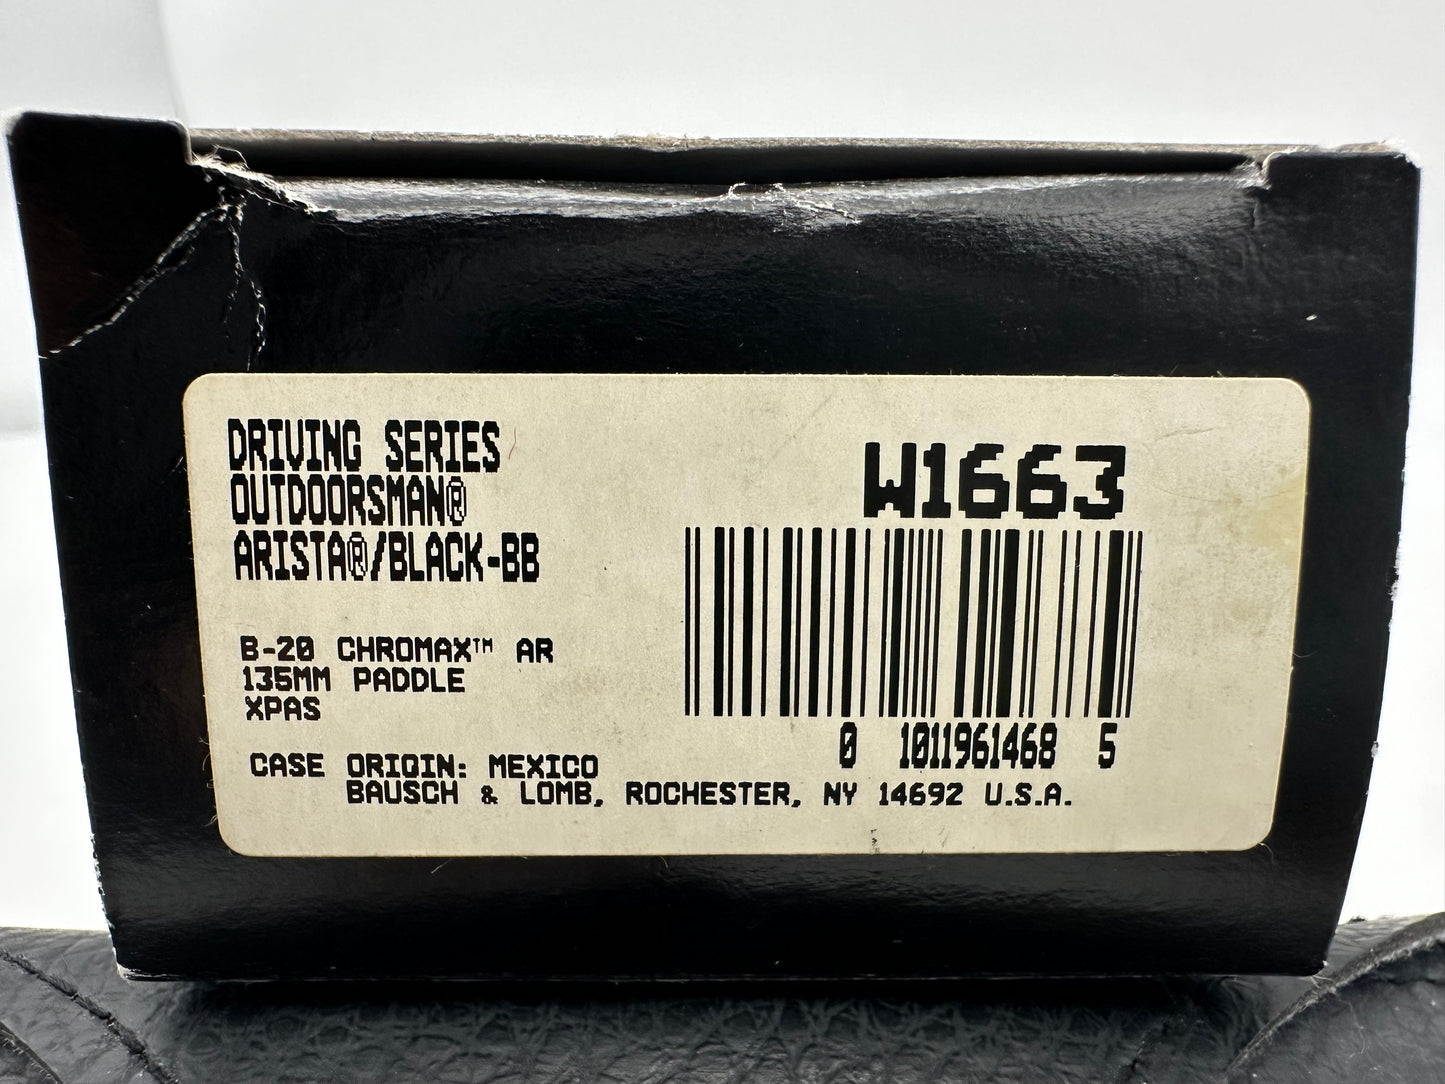 DRIVING SERIES
OUTDOORSMAN®
ARISTA®/BLACK-BB
B-20 CHROMAX™ AR
135MM PADDLE
XPAS
CASE ORIGIN: MEXICO
BAUSCH & LOMB, ROCHESTER, NY 14692 U.S.A.
W1663
0 1011961468 5